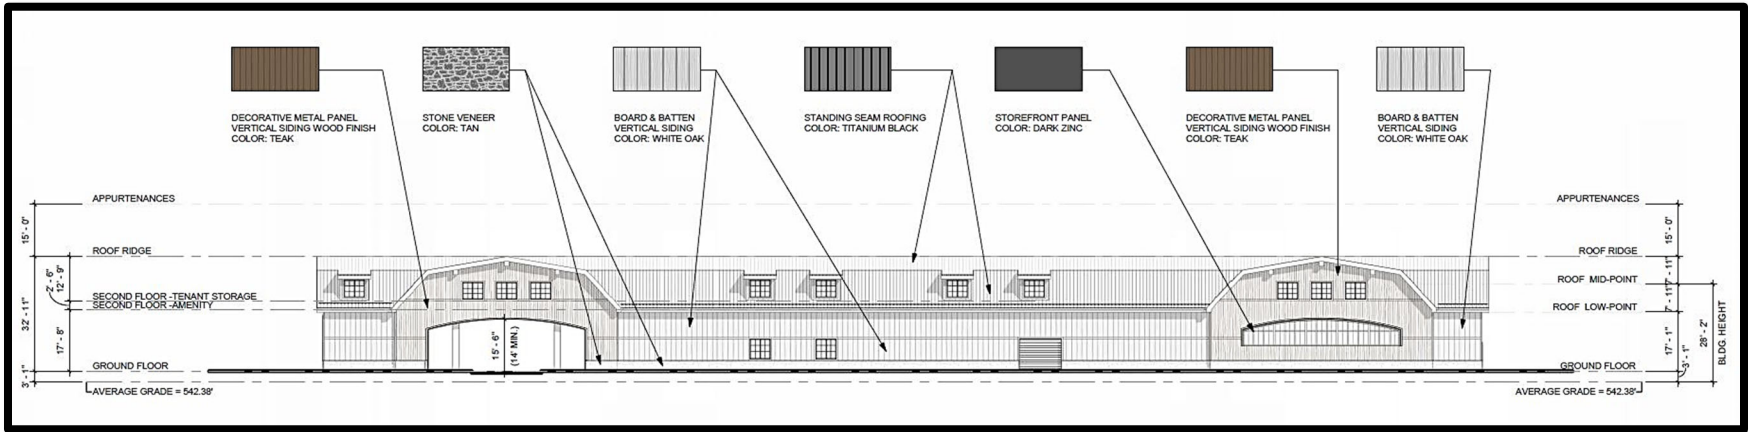 DECORATIVE METAL PANEL
VERTICAL SIDING WOOD FINISH
COLOR: TEAK
STONE VENEER
COLOR: TAN
BOARD & BATTEN
VERTICAL SIDING
COLOR: WHITE OAK
STANDING SEAM ROOFING
COLOR: TITANIUM BLACK
STOREFRONT PANEL
COLOR: DARK ZINC
DECORATIVE METAL PANEL
VERTICAL SIDING WOOD FINISH
COLOR: TEAK
BOARD & BATTEN
VERTICAL SIDING
COLOR: WHITE OAK
APPURTENANCES
ROOF RIDGE
SECOND FLOOR -TENANT STORAGE
SECOND FLOOR -AMENITY
GROUND FLOOR
AVERAGE GRADE = 542.38'
15' - 0"
2' - 6"
12' - 9"
32' - 11"
17' - 8"
3' - 1"
15' - 6"
(14' MIN.)
APPURTENANCES
ROOF RIDGE
ROOF MID-POINT
ROOF LOW-POINT
GROUND FLOOR
AVERAGE GRADE = 542.38'
15' - 0"
7' - 11"
7' - 11"
17' - 1"
3' - 1"
28' - 2"
BLDG. HEIGHT